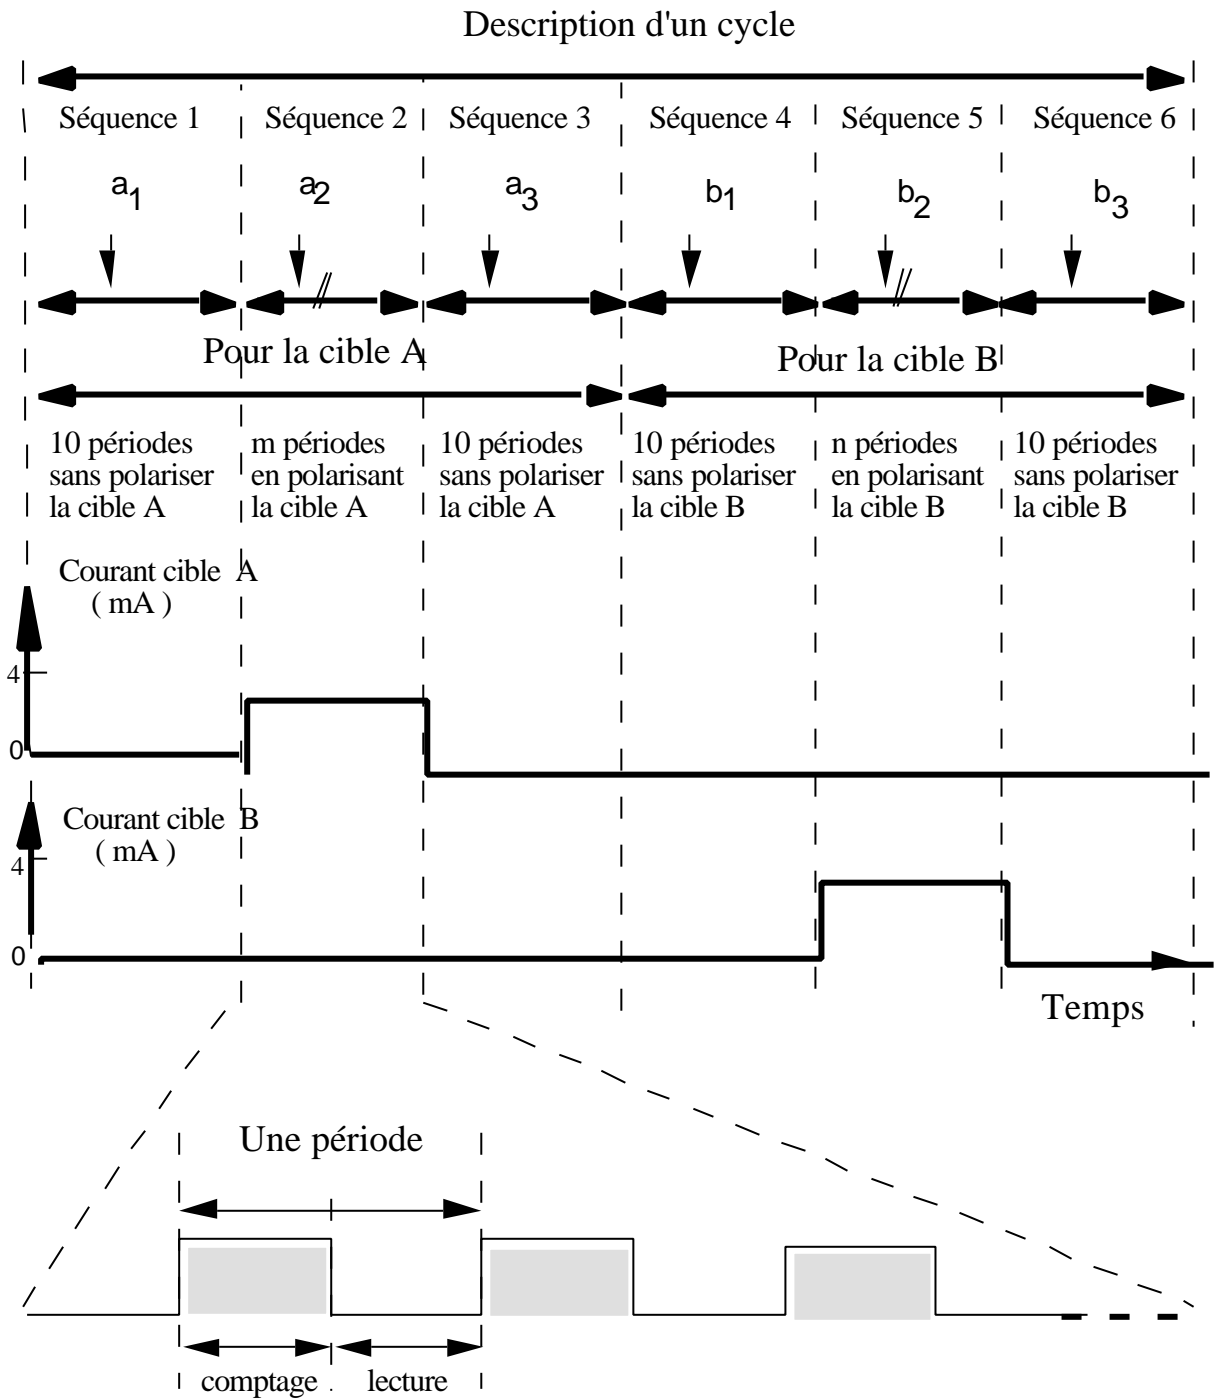 Description d'un cycle
Séquence 1 Séquence 2 Séquence 3 Séquence 4 Séquence 5 Séquence 6
a1 a2 a3 b1 b2 b3
Pour la cible A Pour la cible B
10 périodes sans polariser la cible A
m périodes en polarisant la cible A
10 périodes sans polariser la cible A
10 périodes sans polariser la cible B
n périodes en polarisant la cible B
10 périodes sans polariser la cible B
Courant cible A
( mA )
4
0
Courant cible B
( mA )
4
0
Temps
Une période
comptage lecture